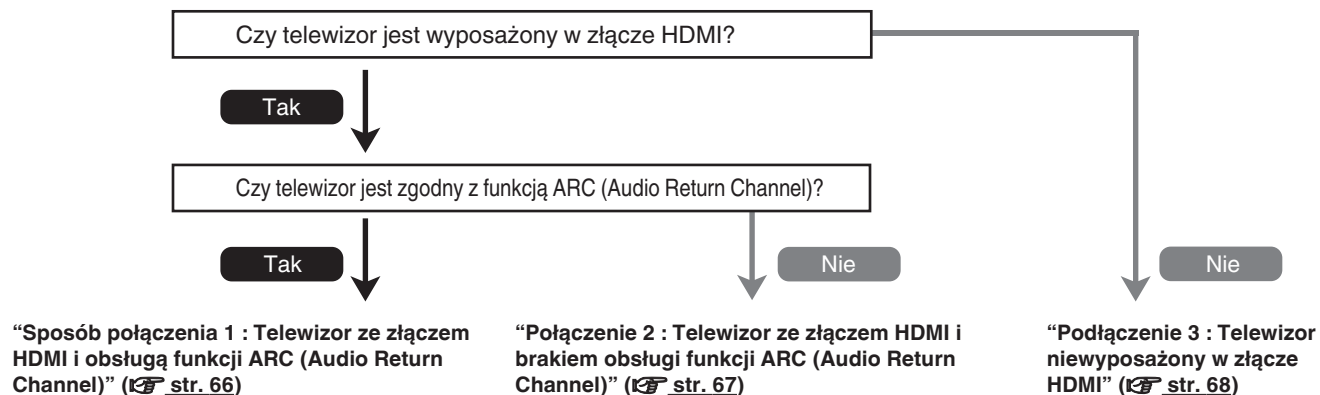 Czy telewizor jest wyposażony w złącze HDMI?
Tak
Czy telewizor jest zgodny z funkcją ARC (Audio Return Channel)?
Tak
Nie
Nie
“Sposób połączenia 1 : Telewizor ze złączem
HDMI i obsługą funkcji ARC (Audio Return
Channel)” (☞ str. 66)
“Połączenie 2 : Telewizor ze złączem HDMI i
brakiem obsługi funkcji ARC (Audio Return
Channel)” (☞ str. 67)
“Podłączenie 3 : Telewizor
niewyposażony w złącze
HDMI” (☞ str. 68)